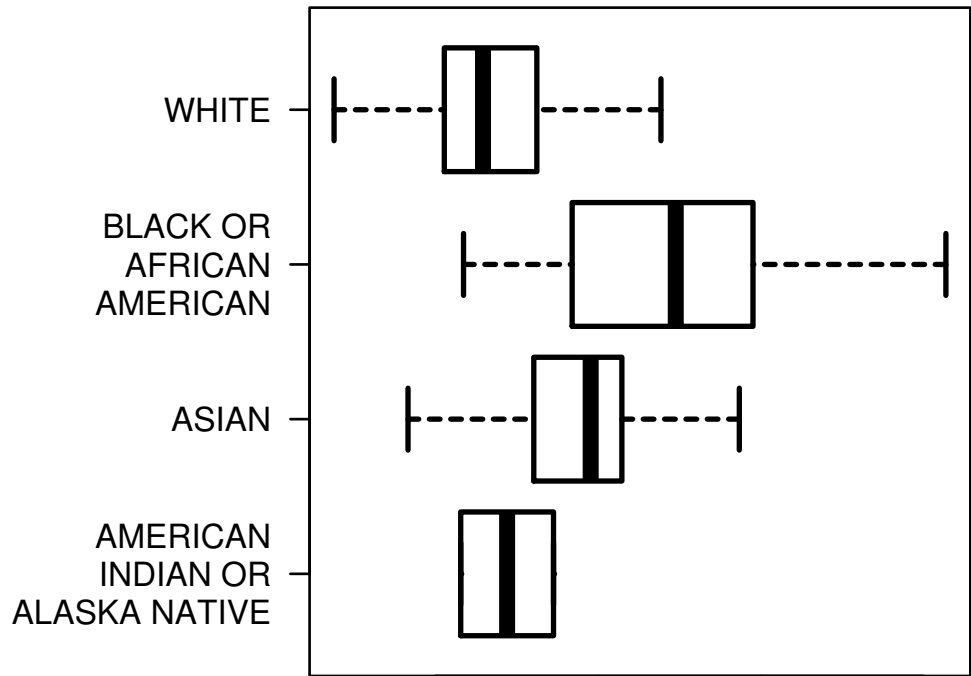 WHITE
BLACK OR
AFRICAN
AMERICAN
ASIAN
AMERICAN
INDIAN OR
ALASKA NATIVE